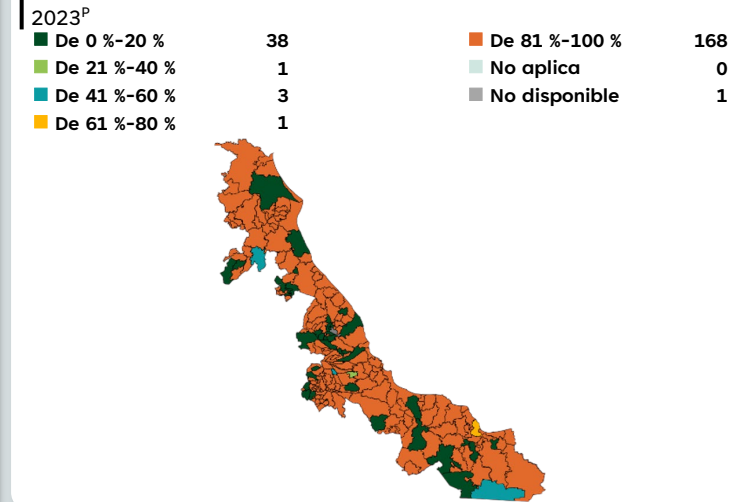 2023ᴾ
De 0 %-20 % 38
De 21 %-40 % 1
De 41 %-60 % 3
De 61 %-80 % 1
De 81 %-100 % 168
No aplica 0
No disponible 1